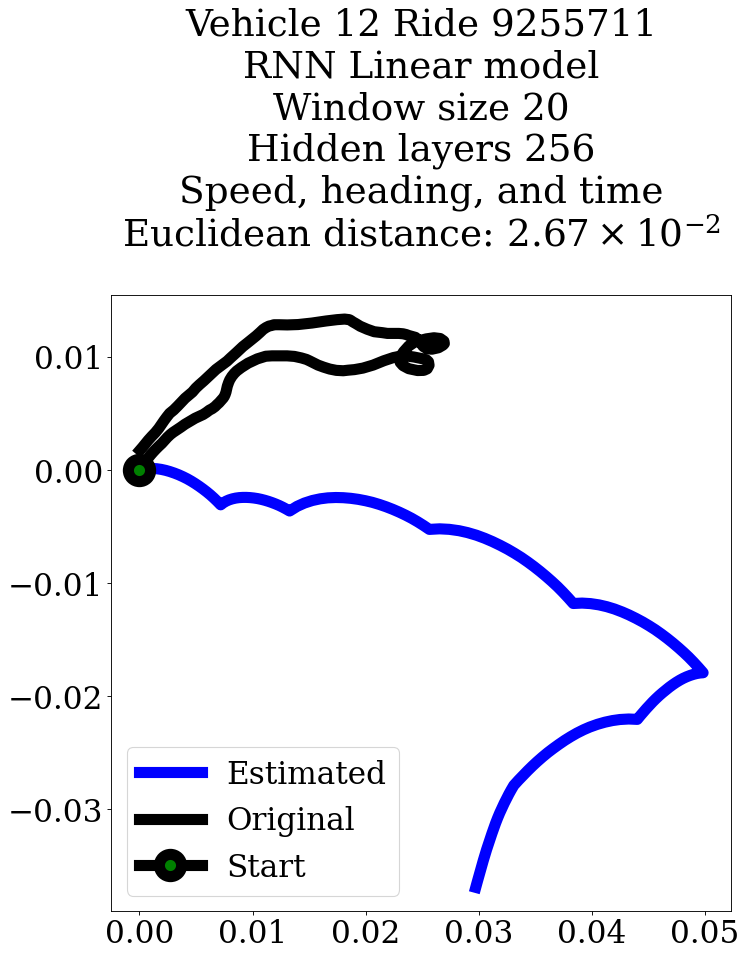 Vehicle 12 Ride 9255711
RNN Linear model
Window size 20
Hidden layers 256
Speed, heading, and time
Euclidean distance: 2.67 × 10⁻²
0.01
0.00
−0.01
−0.02
−0.03
Estimated
Original
Start
0.00 0.01 0.02 0.03 0.04 0.05